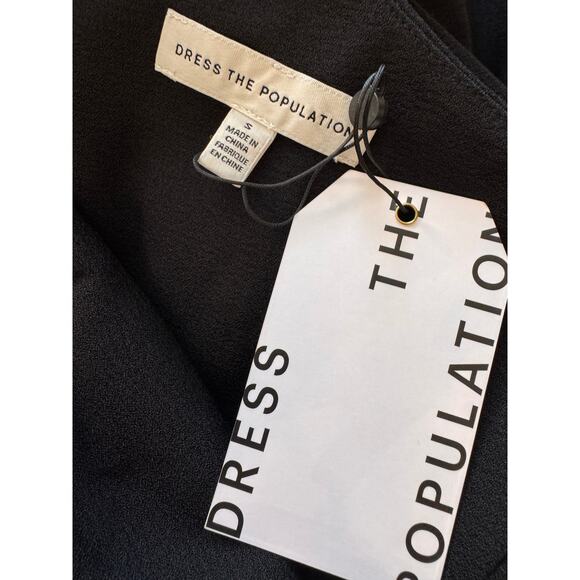 DRESS THE POPULATION
S
MADE IN
CHINA
FABRIQUE
EN CHINE
DRESS
THE
POPULATION